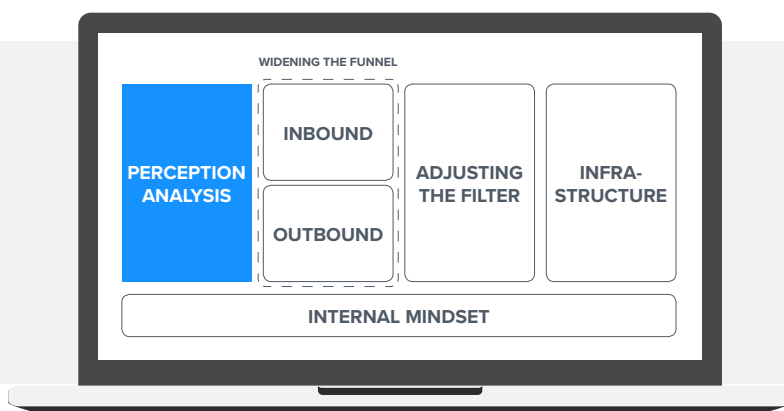 WIDENING THE FUNNEL
PERCEPTION
ANALYSIS
INBOUND
OUTBOUND
ADJUSTING
THE FILTER
INFRA-
STRUCTURE
INTERNAL MINDSET